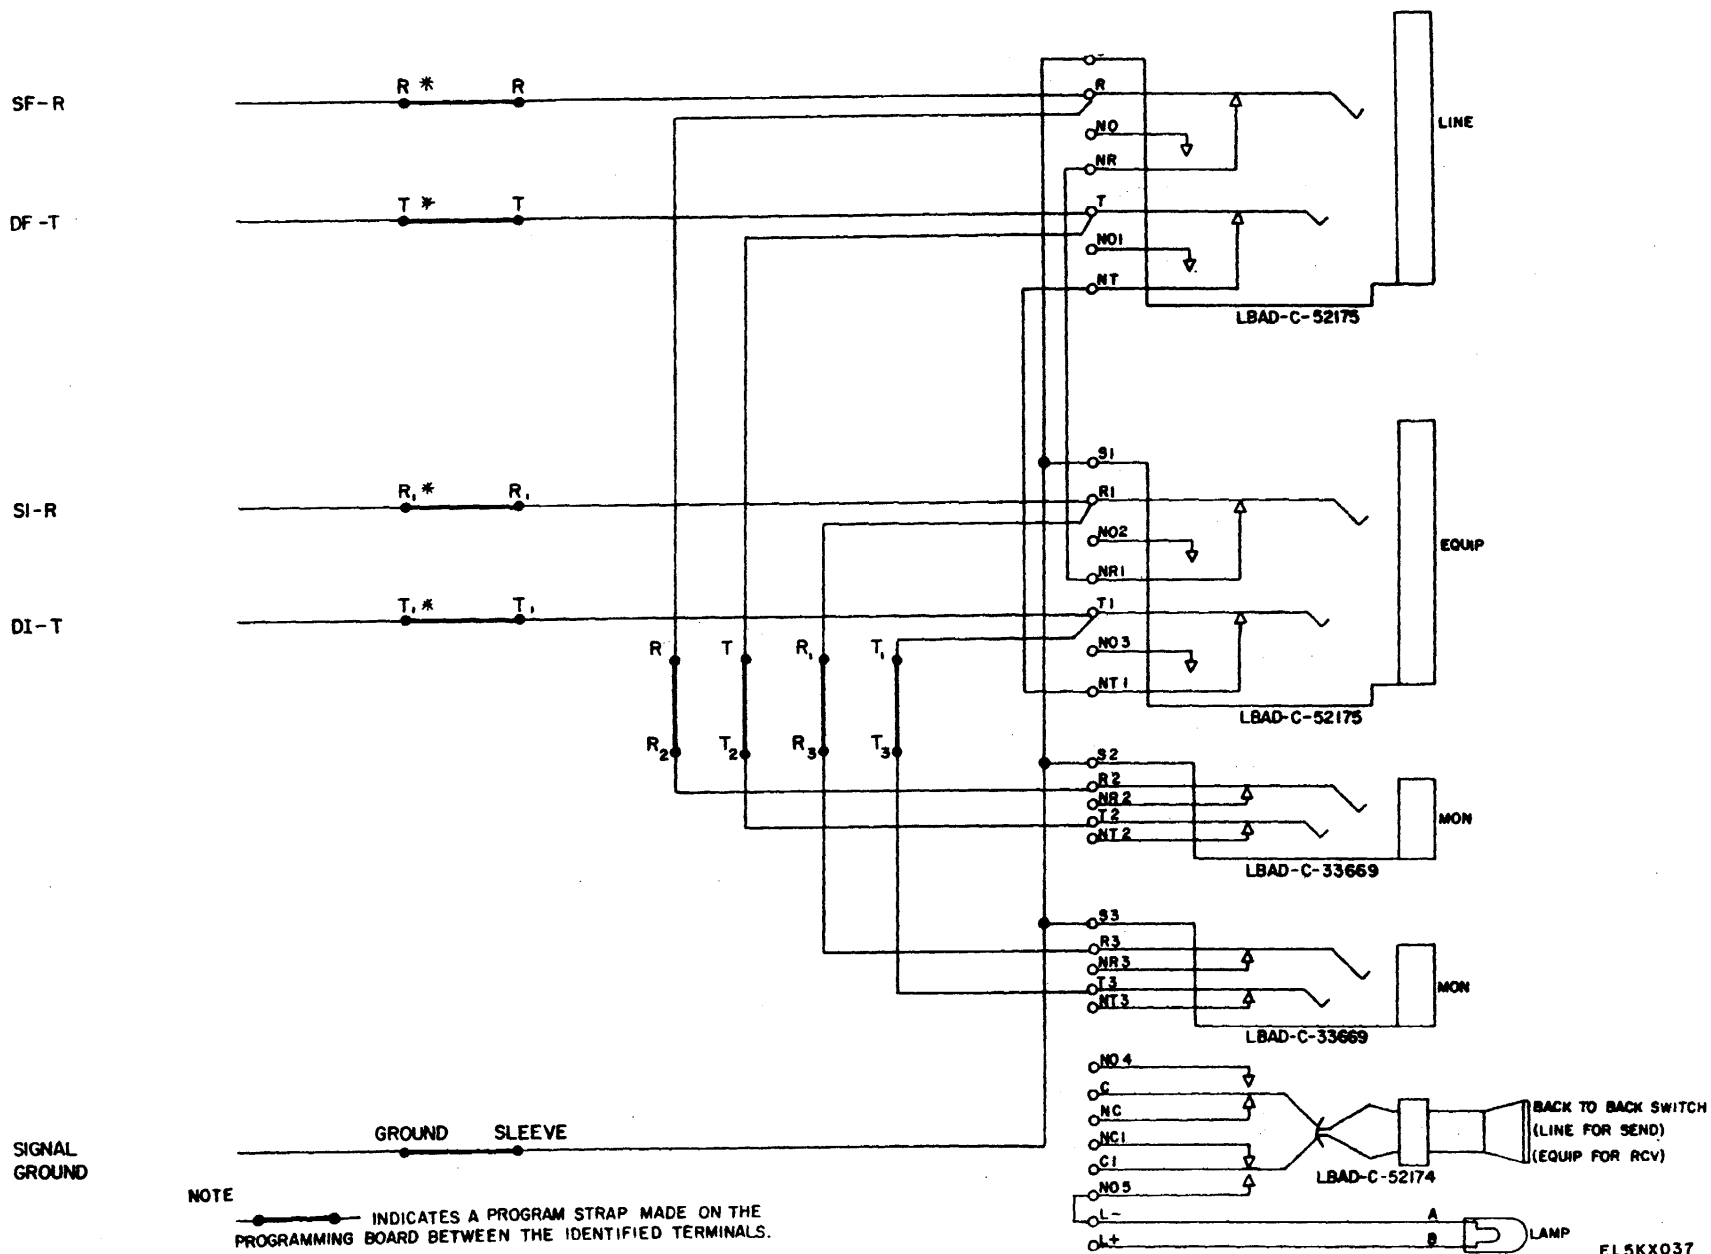 SF-R
R *
R
R
NO
NR
LINE
DF-T
T *
T
T
NO1
NT
LBAD-C-52175
S1
SI-R
R1 *
R1
R1
NO2
EQUIP
NR1
DI-T
T1 *
T1
T1
R
T
R1
T1
NO3
NT1
LBAD-C-52175
R2
T2
R3
T3
S2
R2
NR2
T2
NT2
MON
LBAD-C-33669
S3
R3
NR3
T3
NT3
MON
LBAD-C-33669
NO4
C
NC
NC1
C1
NO5
L-
L+
BACK TO BACK SWITCH
(LINE FOR SEND)
(EQUIP FOR RCV)
LBAD-C-52174
A
B
LAMP
SIGNAL
GROUND
GROUND
SLEEVE
NOTE
INDICATES A PROGRAM STRAP MADE ON THE
PROGRAMMING BOARD BETWEEN THE IDENTIFIED TERMINALS.
EL5KX037